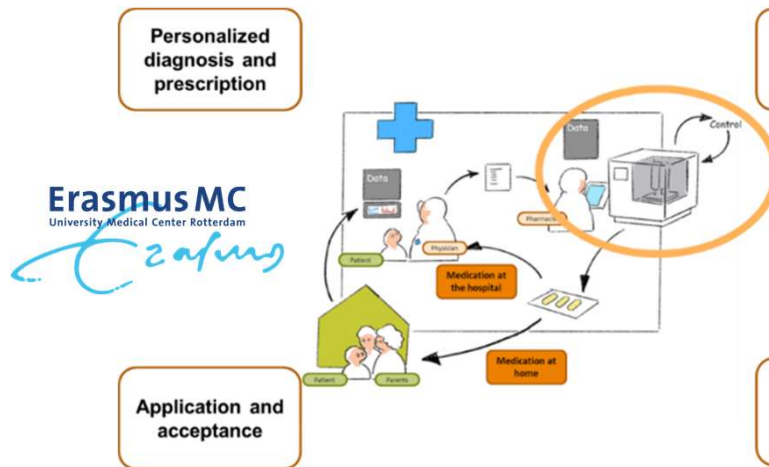 Personalized
diagnosis and
prescription
Data
Control
Erasmus MC
University Medical Center Rotterdam
Erasmus
Data
Pharmacist
Physician
Patient
Medication at
the hospital
Medication at
home
Patient
Parents
Application and
acceptance